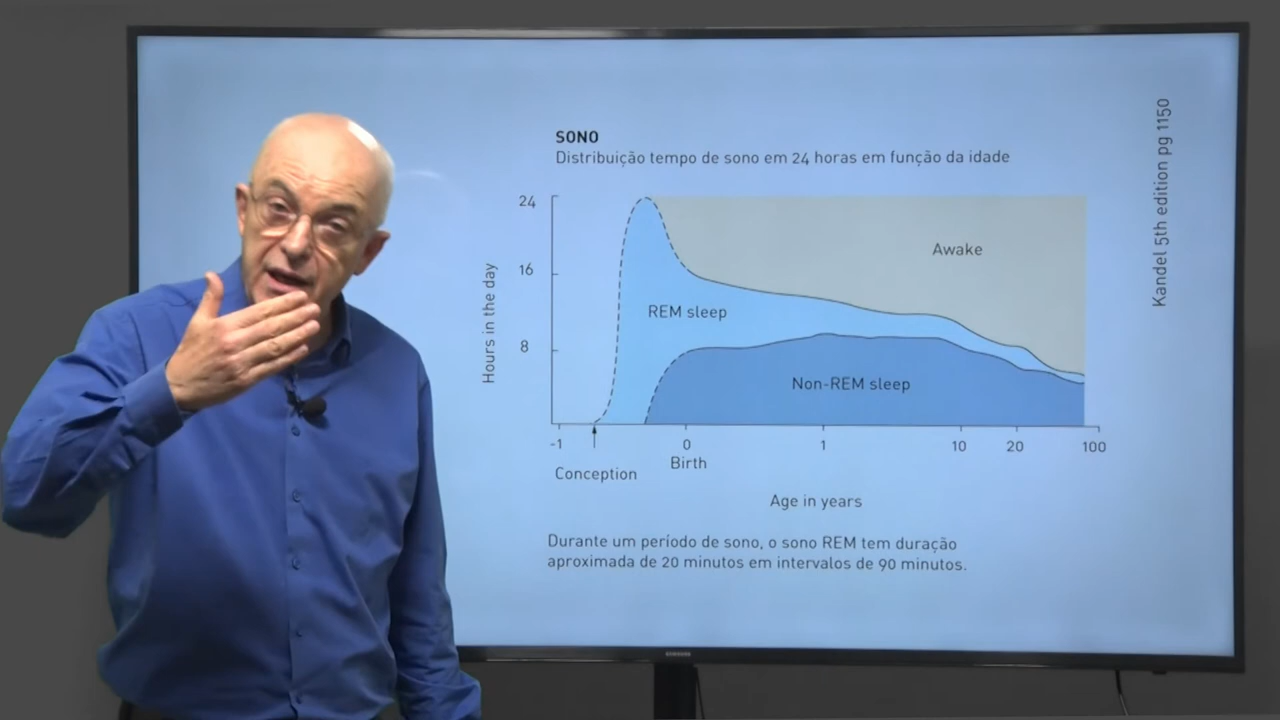 SONO
Distribuição tempo de sono em 24 horas em função da idade
Kandel 5th edition pg 1150
Hours in the day
24
16
8
Awake
REM sleep
Non-REM sleep
-1
0
1
10
20
100
Conception
Birth
Age in years
Durante um período de sono, o sono REM tem duração
aproximada de 20 minutos em intervalos de 90 minutos.
SAMSUNG